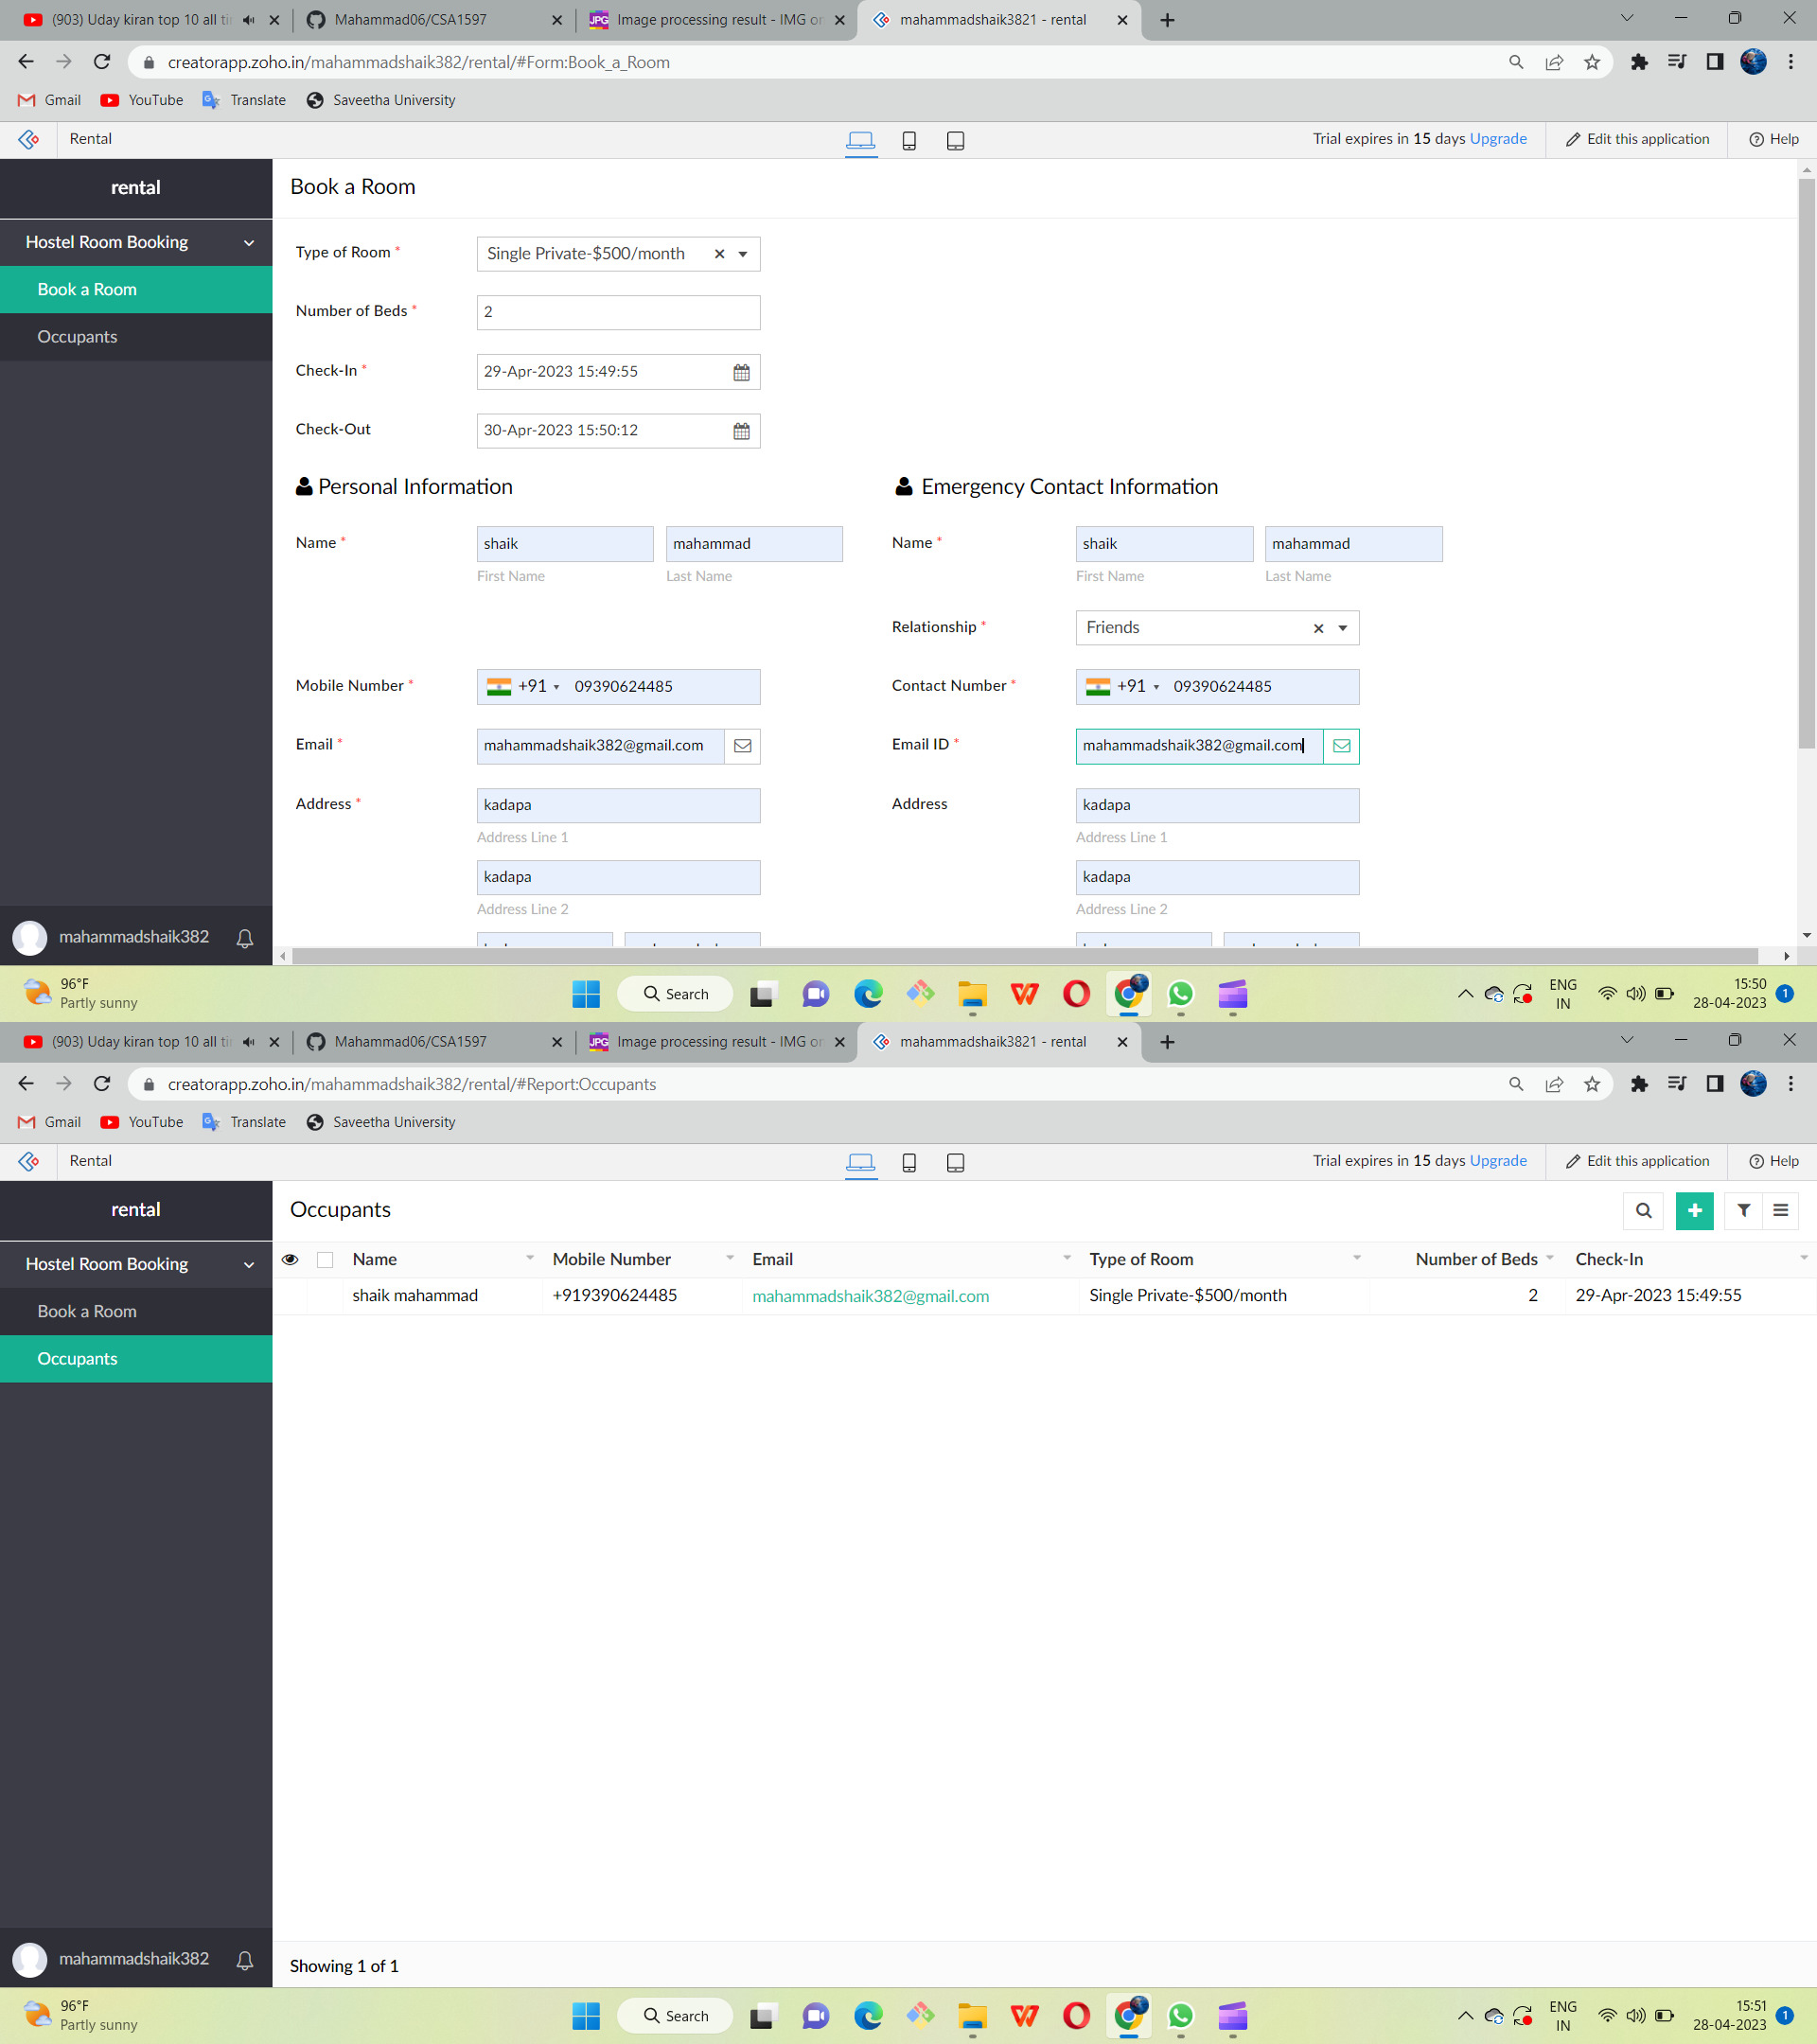 (903) Uday kiran top 10 all ti
Mahammad06/CSA1597
JPG Image processing result - IMG or
mahammadshaik3821 - rental
creatorapp.zoho.in/mahammadshaik382/rental/#Form:Book_a_Room
Gmail YouTube Translate Saveetha University
Rental
Trial expires in 15 days Upgrade
Edit this application
Help
rental
Book a Room
Hostel Room Booking
Book a Room
Occupants
Type of Room * Single Private-$500/month
Number of Beds * 2
Check-In * 29-Apr-2023 15:49:55
Check-Out 30-Apr-2023 15:50:12
Personal Information
Name * shaik mahammad
First Name Last Name
Mobile Number * +91 09390624485
Email * mahammadshaik382@gmail.com
Address * kadapa
Address Line 1
kadapa
Address Line 2
Emergency Contact Information
Name * shaik mahammad
First Name Last Name
Relationship * Friends
Contact Number * +91 09390624485
Email ID * mahammadshaik382@gmail.com
Address kadapa
Address Line 1
kadapa
Address Line 2
mahammadshaik382
96°F
Partly sunny
Search
ENG
IN
15:50
28-04-2023
1
(903) Uday kiran top 10 all ti
Mahammad06/CSA1597
JPG Image processing result - IMG or
mahammadshaik3821 - rental
creatorapp.zoho.in/mahammadshaik382/rental/#Report:Occupants
Gmail YouTube Translate Saveetha University
Rental
Trial expires in 15 days Upgrade
Edit this application
Help
rental
Occupants
Hostel Room Booking
Book a Room
Occupants
Name Mobile Number Email Type of Room Number of Beds Check-In
shaik mahammad +919390624485 mahammadshaik382@gmail.com Single Private-$500/month 2 29-Apr-2023 15:49:55
mahammadshaik382
Showing 1 of 1
96°F
Partly sunny
Search
ENG
IN
15:51
28-04-2023
1